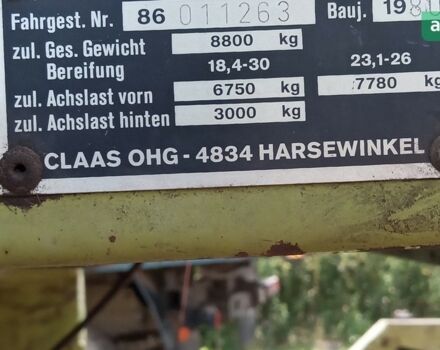 Fahrgest. Nr. 86 011263 Bauj. 198
zul. Ges. Gewicht 8800 kg
Bereifung 18,4-30 23,1-26
zul. Achslast vorn 6750 kg 7780 kg
zul. Achslast hinten 3000 kg
CLAAS OHG - 4834 HARSEWINKEL